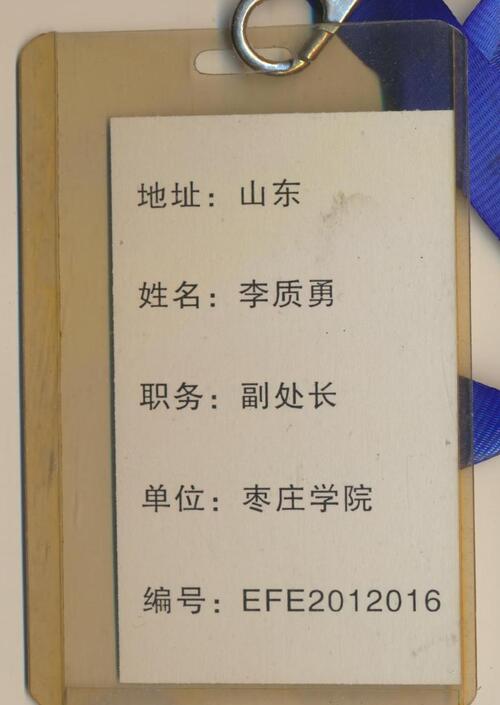 地址：山东
姓名：李质勇
职务：副处长
单位：枣庄学院
编号：EFE2012016